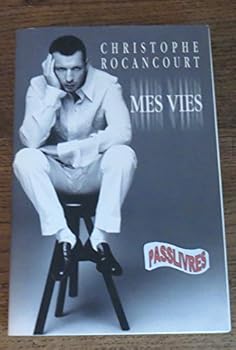 CHRISTOPHE
ROCANCOURT
MES VIES
PASSLIVRES